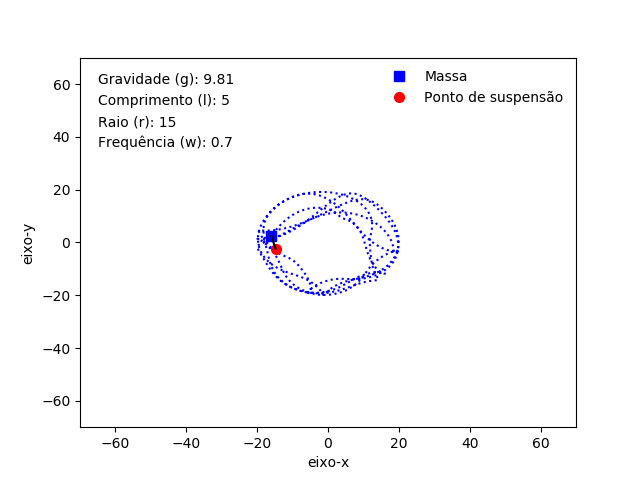 Gravidade (g): 9.81
Comprimento (l): 5
Raio (r): 15
Frequência (w): 0.7
Massa
Ponto de suspensão
eixo-y
60
40
20
0
−20
−40
−60
−60 −40 −20 0 20 40 60
eixo-x